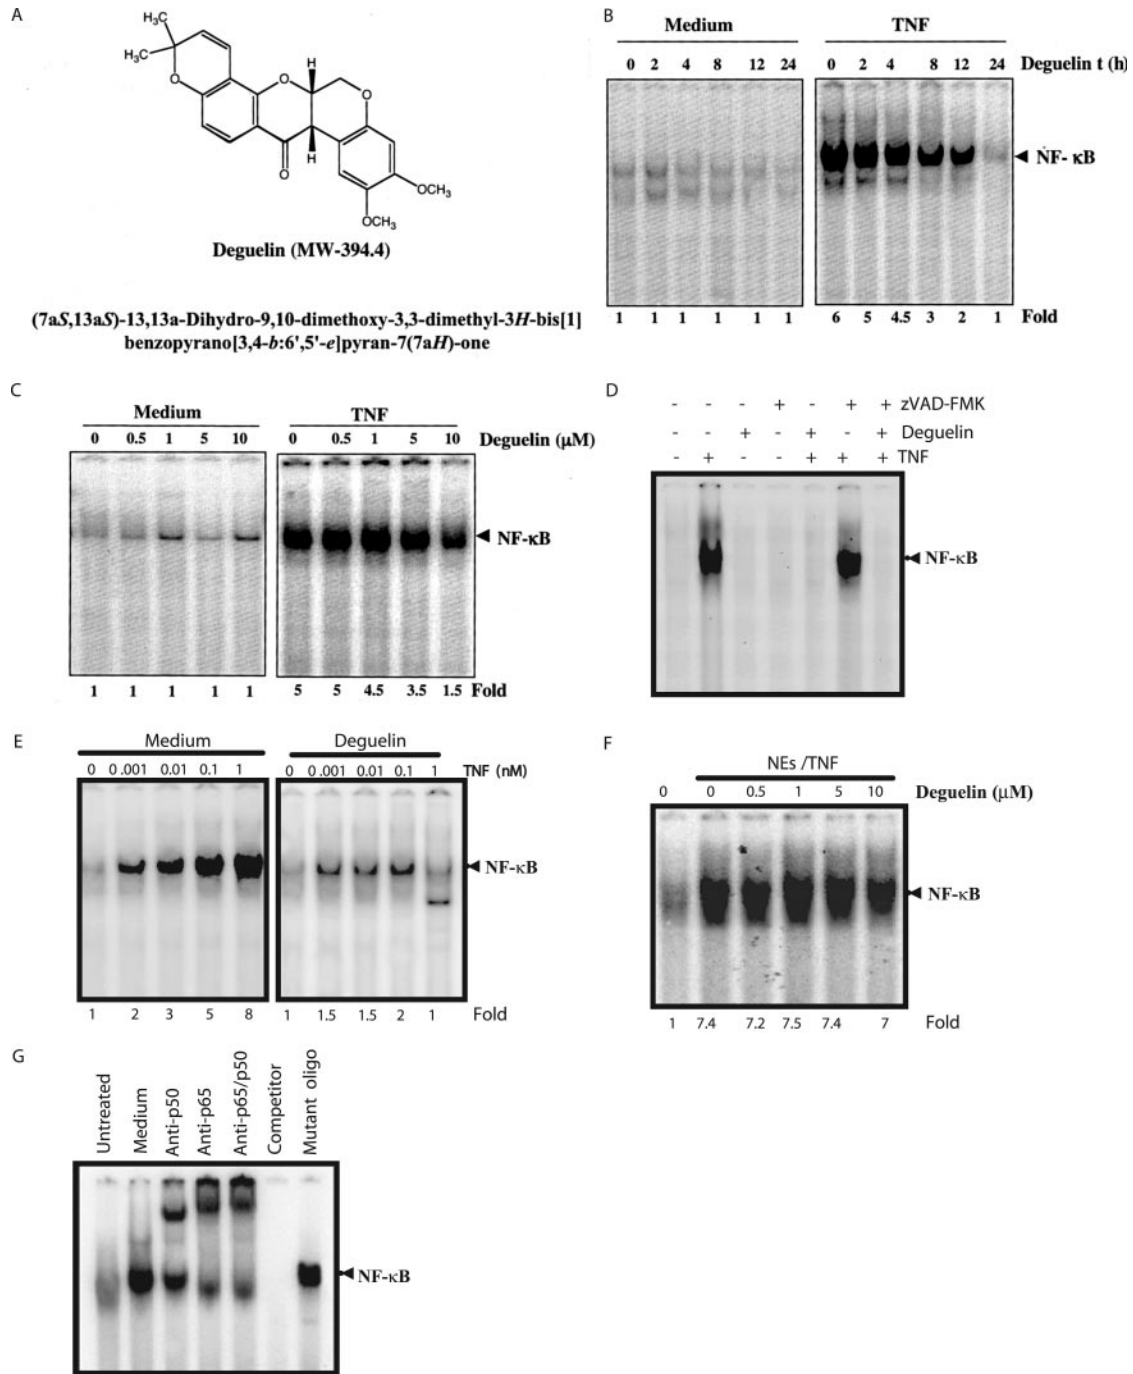 A
H₃C
H₃C
O
O
H
O
H
O
OCH₃
OCH₃
Deguelin (MW-394.4)
(7aS,13aS)-13,13a-Dihydro-9,10-dimethoxy-3,3-dimethyl-3H-bis[1]
benzopyrano[3,4-b:6',5'-e]pyran-7(7aH)-one
B
Medium TNF
0 2 4 8 12 24 0 2 4 8 12 24 Deguelin t (h)
NF- κB
1 1 1 1 1 1 6 5 4.5 3 2 1 Fold
C
Medium TNF
0 0.5 1 5 10 0 0.5 1 5 10 Deguelin (μM)
NF-κB
1 1 1 1 1 5 5 4.5 3.5 1.5 Fold
D
- - - + - + + zVAD-FMK
- - + - + - + Deguelin
- + - - + + + TNF
NF-κB
E
Medium Deguelin
0 0.001 0.01 0.1 1 0 0.001 0.01 0.1 1 TNF (nM)
NF-κB
1 2 3 5 8 1 1.5 1.5 2 1 Fold
F
NEs /TNF
0 0 0.5 1 5 10 Deguelin (μM)
NF-κB
1 7.4 7.2 7.5 7.4 7 Fold
G
Untreated
Medium
Anti-p50
Anti-p65
Anti-p65/p50
Competitor
Mutant oligo
NF-κB